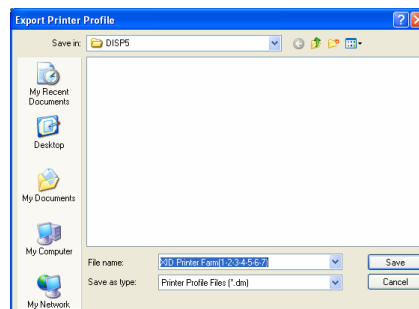 Export Printer Profile
Save in:
DISP5
My Recent
Documents
Desktop
My Documents
My Computer
My Network
File name:
XID Printer Farm(1-2-3-4-5-6-7)
Save
Save as type:
Printer Profile Files (*.dm)
Cancel